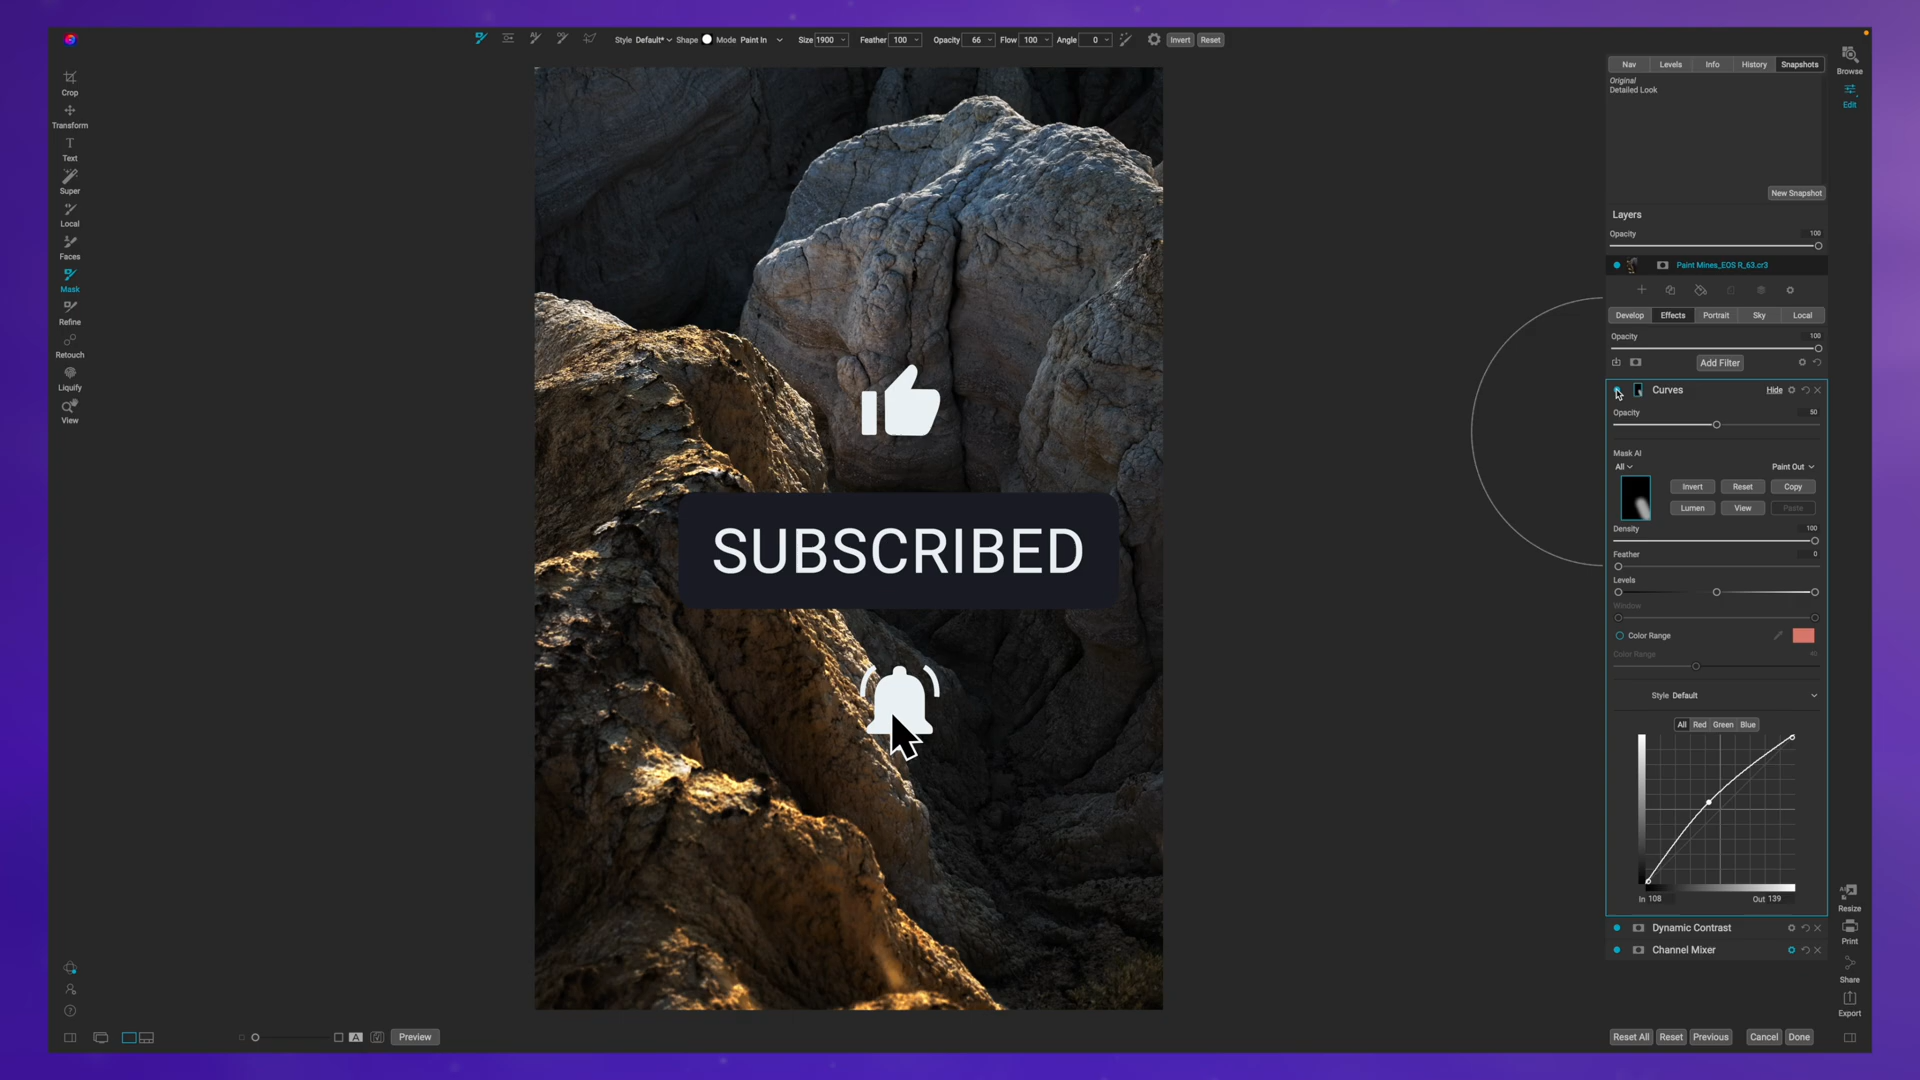 Style Default* Shape Mode Paint In Size 1900 Feather 100 Opacity 66 Flow 100 Angle 0 Invert Reset
Crop
Transform
Text
Super
Local
Faces
Mask
Refine
Retouch
Liquify
View
SUBSCRIBED
Nav Levels Info History Snapshots
Original
Detailed Look
New Snapshot
Layers
Opacity 100
Paint Mines_EOS R_63.cr3
Develop Effects Portrait Sky Local
Opacity 100
Add Filter
Curves Hide
Opacity 50
Mask AI
All Paint Out
Invert Reset Copy
Lumen View Paste
Density 100
Feather 0
Levels
Window
Color Range
Color Range 40
Style Default
All Red Green Blue
In 108 Out 139
Dynamic Contrast
Channel Mixer
Browse
Edit
Resize
Print
Share
Export
A Preview
Reset All Reset Previous Cancel Done